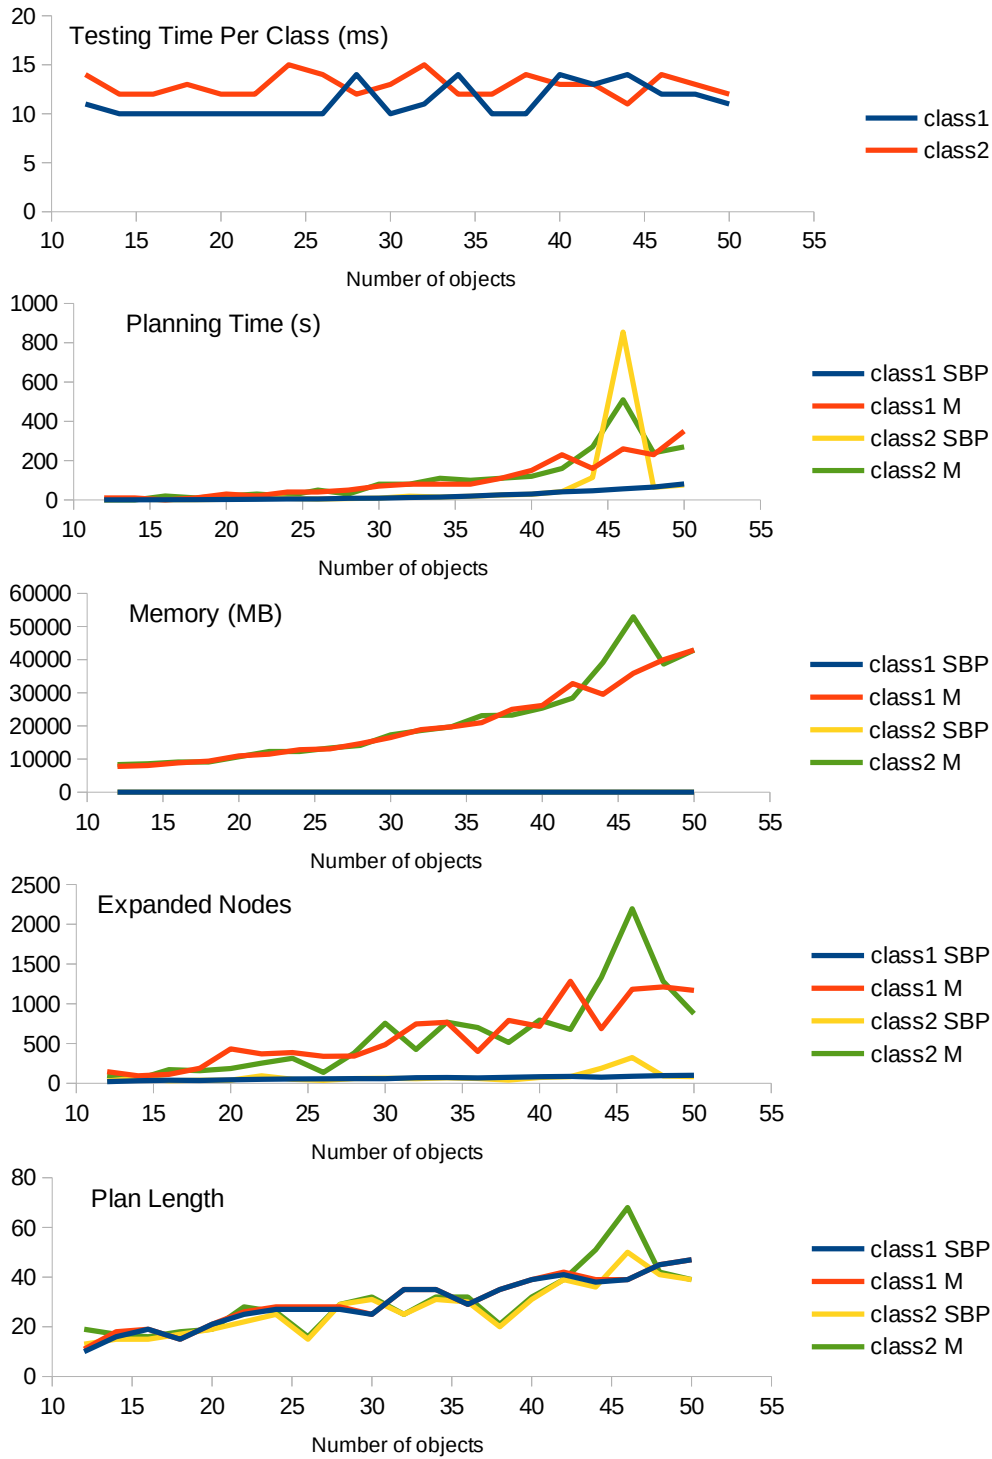 Testing Time Per Class (ms)
20
15
10
5
0
10 15 20 25 30 35 40 45 50 55
Number of objects
class1
class2
Planning Time (s)
1000
800
600
400
200
0
10 15 20 25 30 35 40 45 50 55
Number of objects
class1 SBP
class1 M
class2 SBP
class2 M
Memory (MB)
60000
50000
40000
30000
20000
10000
0
10 15 20 25 30 35 40 45 50 55
Number of objects
class1 SBP
class1 M
class2 SBP
class2 M
Expanded Nodes
2500
2000
1500
1000
500
0
10 15 20 25 30 35 40 45 50 55
Number of objects
class1 SBP
class1 M
class2 SBP
class2 M
Plan Length
80
60
40
20
0
10 15 20 25 30 35 40 45 50 55
Number of objects
class1 SBP
class1 M
class2 SBP
class2 M